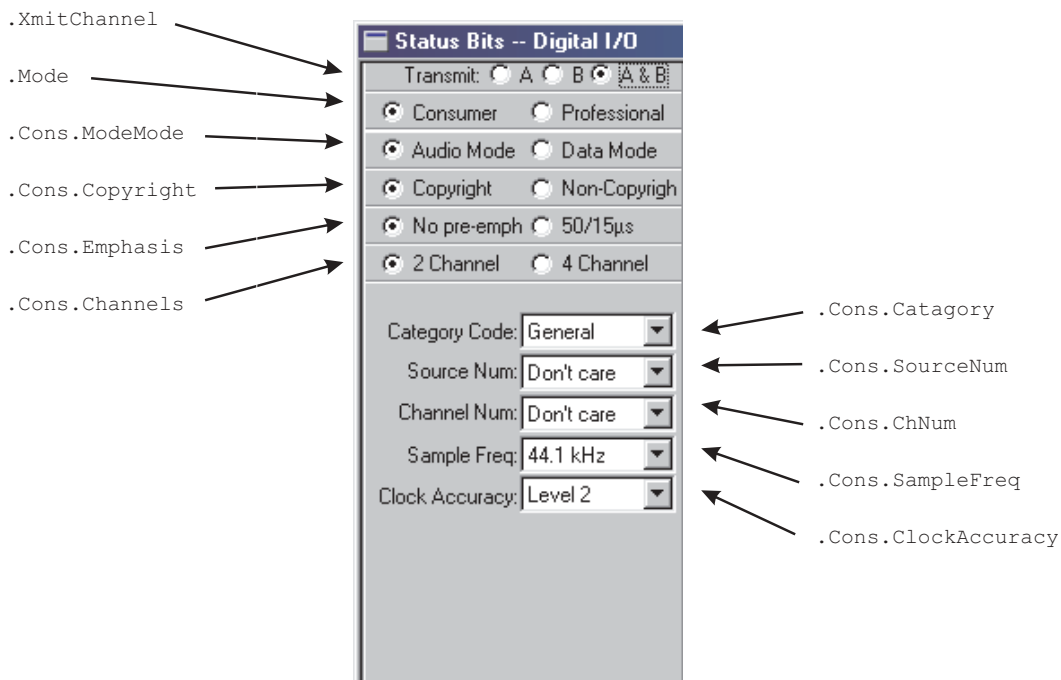 .XmitChannel
.Mode
.Cons.ModeMode
.Cons.Copyright
.Cons.Emphasis
.Cons.Channels
Status Bits -- Digital I/O
Transmit: A B A & B
Consumer Professional
Audio Mode Data Mode
Copyright Non-Copyrigh
No pre-emph 50/15µs
2 Channel 4 Channel
Category Code: General
Source Num: Don't care
Channel Num: Don't care
Sample Freq: 44.1 kHz
Clock Accuracy: Level 2
.Cons.Catagory
.Cons.SourceNum
.Cons.ChNum
.Cons.SampleFreq
.Cons.ClockAccuracy